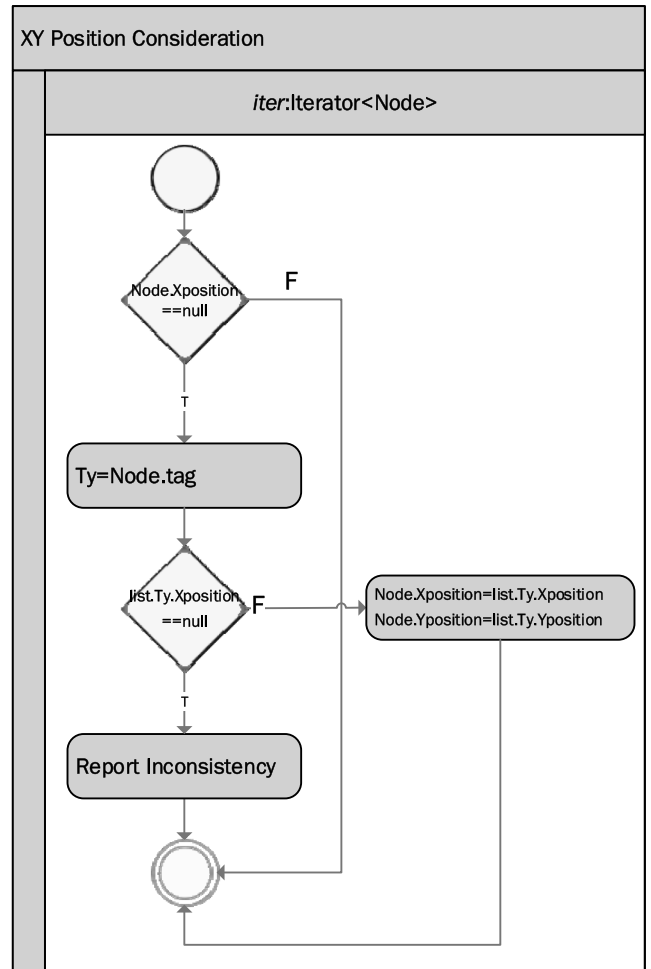 XY Position Consideration
iter:Iterator<Node>
Node.Xposition
==null
F
T
Ty=Node.tag
list.Ty.Xposition
==null
F
Node.Xposition=list.Ty.Xposition
Node.Yposition=list.Ty.Yposition
T
Report Inconsistency